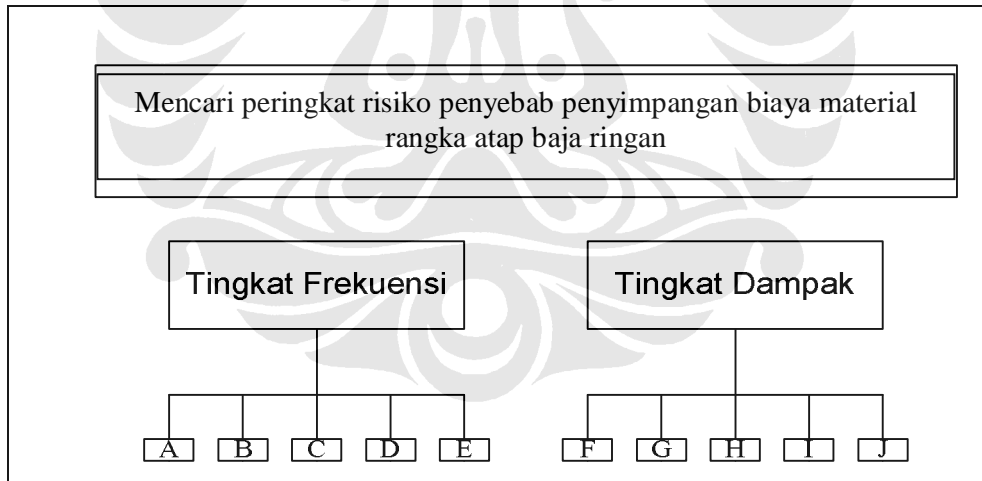 Mencari peringkat risiko penyebab penyimpangan biaya material
rangka atap baja ringan
Tingkat Frekuensi
Tingkat Dampak
A B C D E F G H I J